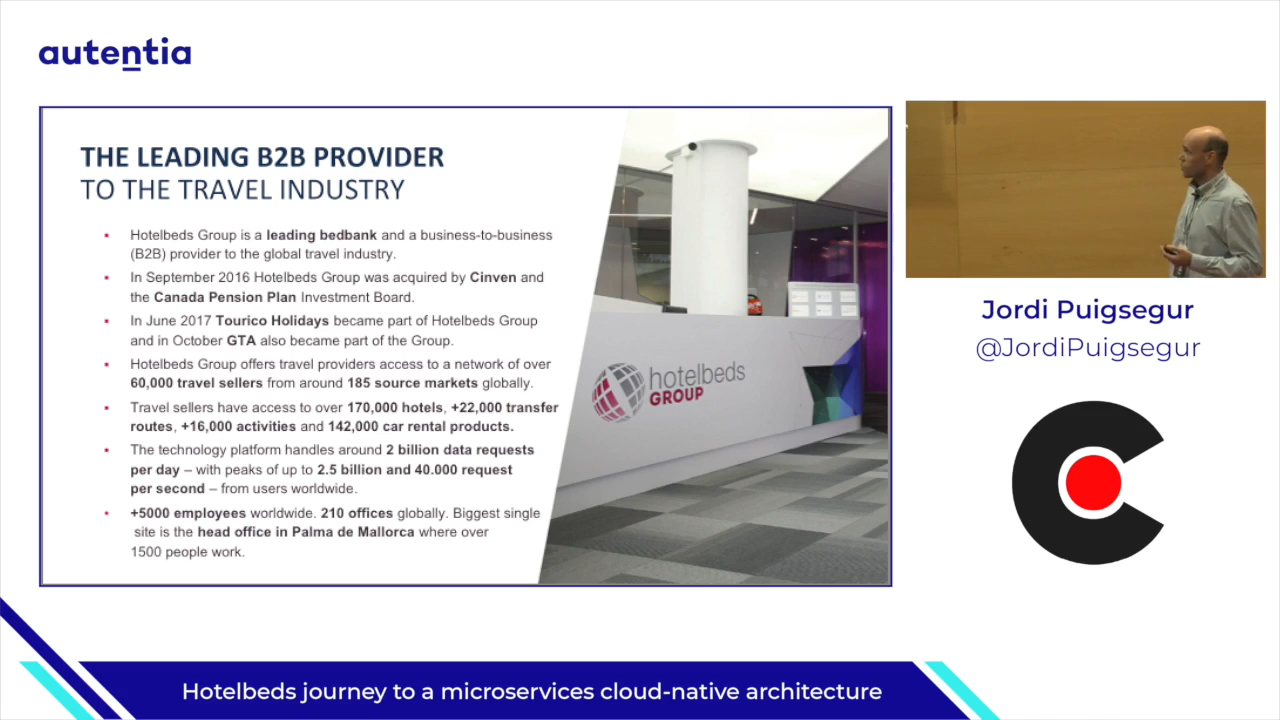 autentia
THE LEADING B2B PROVIDER
TO THE TRAVEL INDUSTRY
▪ Hotelbeds Group is a leading bedbank and a business-to-business
(B2B) provider to the global travel industry.
▪ In September 2016 Hotelbeds Group was acquired by Cinven and
the Canada Pension Plan Investment Board.
▪ In June 2017 Tourico Holidays became part of Hotelbeds Group
and in October GTA also became part of the Group.
▪ Hotelbeds Group offers travel providers access to a network of over
60,000 travel sellers from around 185 source markets globally.
▪ Travel sellers have access to over 170,000 hotels, +22,000 transfer
routes, +16,000 activities and 142,000 car rental products.
▪ The technology platform handles around 2 billion data requests
per day – with peaks of up to 2.5 billion and 40.000 request
per second – from users worldwide.
▪ +5000 employees worldwide. 210 offices globally. Biggest single
site is the head office in Palma de Mallorca where over
1500 people work.
hotelbeds
GROUP
Jordi Puigsegur
@JordiPuigsegur
Hotelbeds journey to a microservices cloud-native architecture